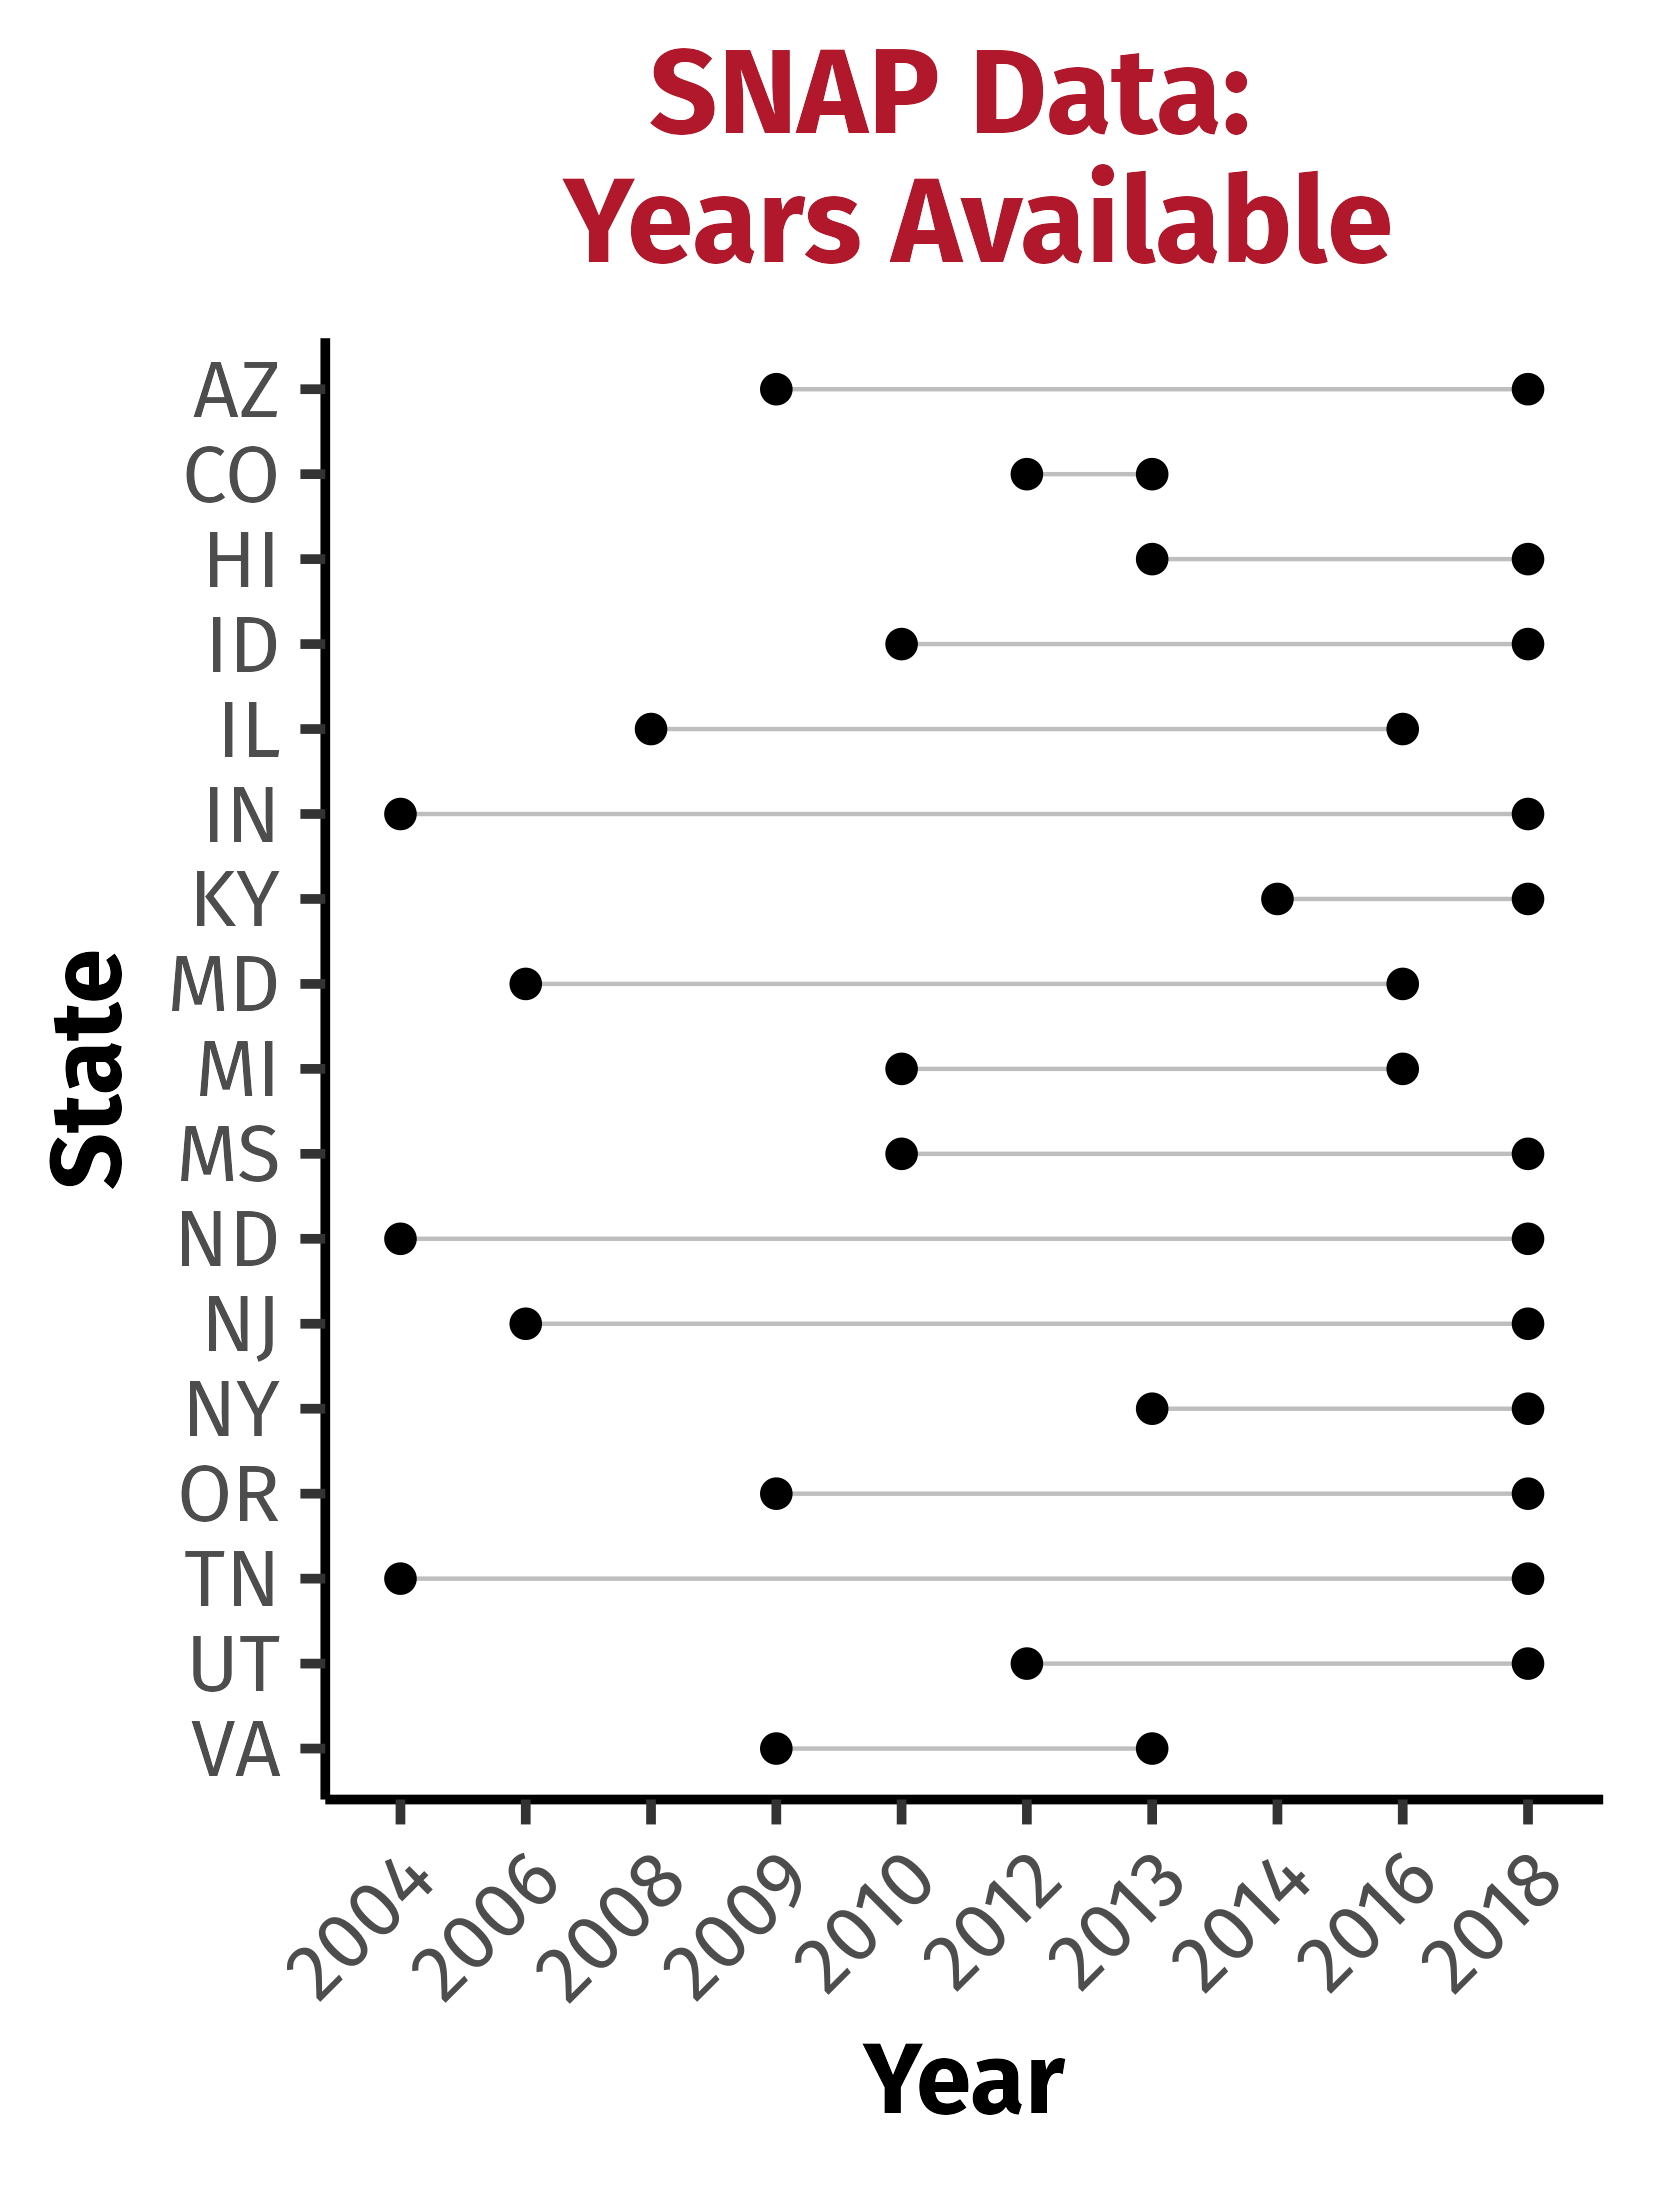 SNAP Data:
Years Available
AZ
CO
HI
ID
IL
IN
KY
MD
MI
MS
ND
NJ
NY
OR
TN
UT
VA
State
2004 2006 2008 2009 2010 2012 2013 2014 2016 2018
Year